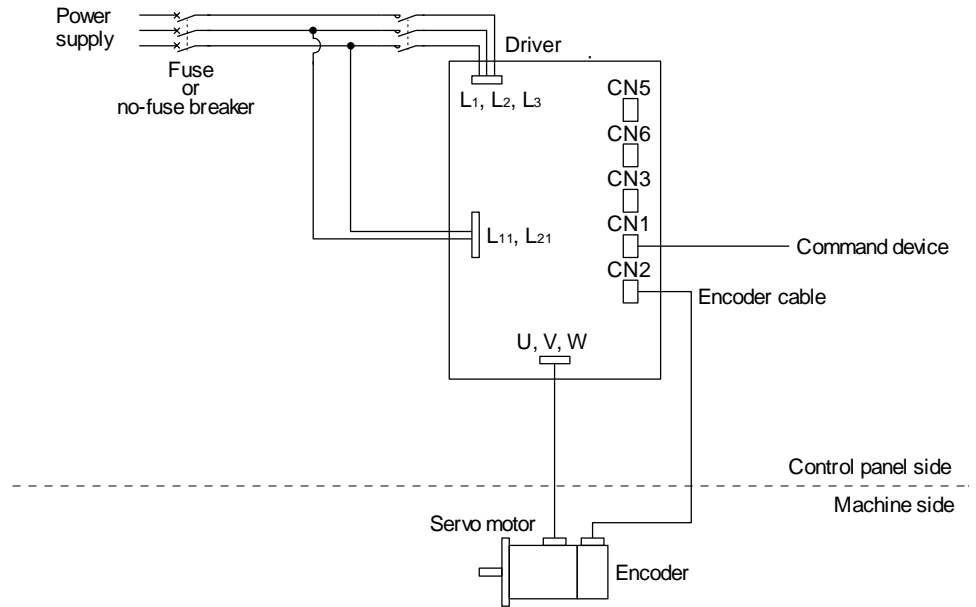 Power
supply
Fuse
or
no-fuse breaker
Driver
L1, L2, L3
CN5
CN6
CN3
CN1
CN2
L11, L21
Command device
Encoder cable
U, V, W
Control panel side
Machine side
Servo motor
Encoder